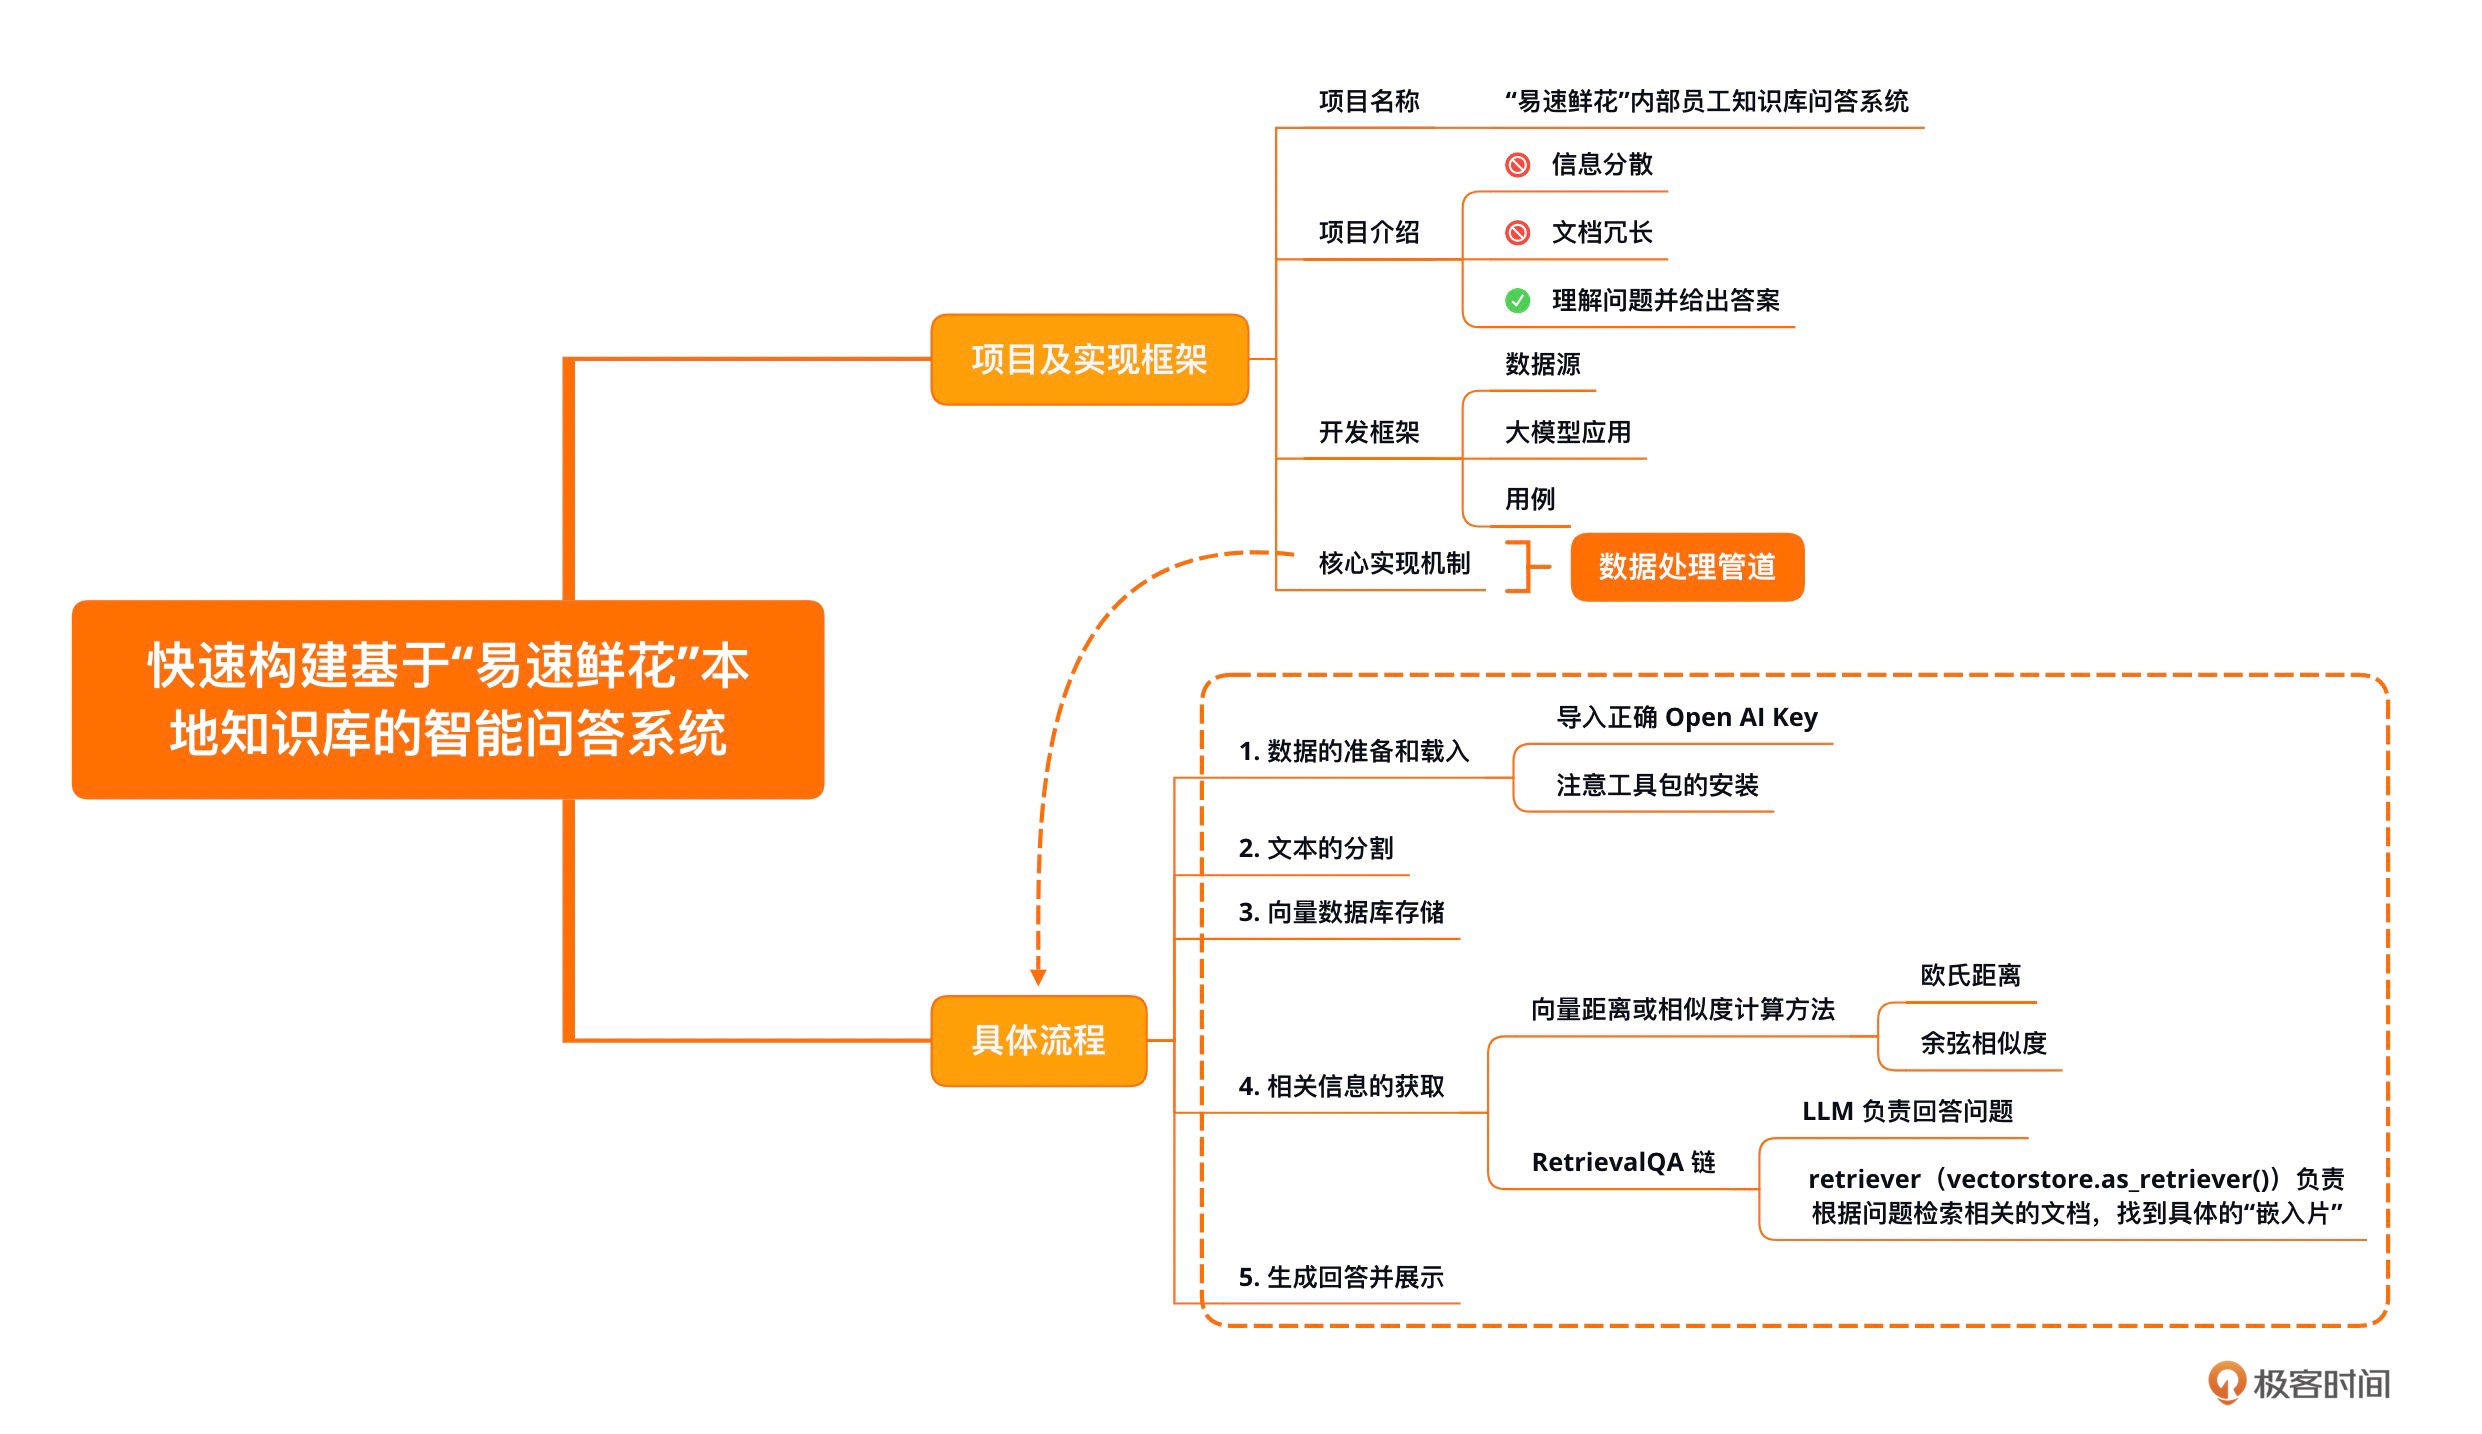 快速构建基于“易速鲜花”本
地知识库的智能问答系统
项目及实现框架
项目名称
“易速鲜花”内部员工知识库问答系统
项目介绍
信息分散
文档冗长
理解问题并给出答案
开发框架
数据源
大模型应用
用例
核心实现机制
数据处理管道
具体流程
1. 数据的准备和载入
导入正确 Open AI Key
注意工具包的安装
2. 文本的分割
3. 向量数据库存储
4. 相关信息的获取
向量距离或相似度计算方法
欧氏距离
余弦相似度
RetrievalQA 链
LLM 负责回答问题
retriever（vectorstore.as_retriever()）负责
根据问题检索相关的文档，找到具体的“嵌入片”
5. 生成回答并展示
极客时间